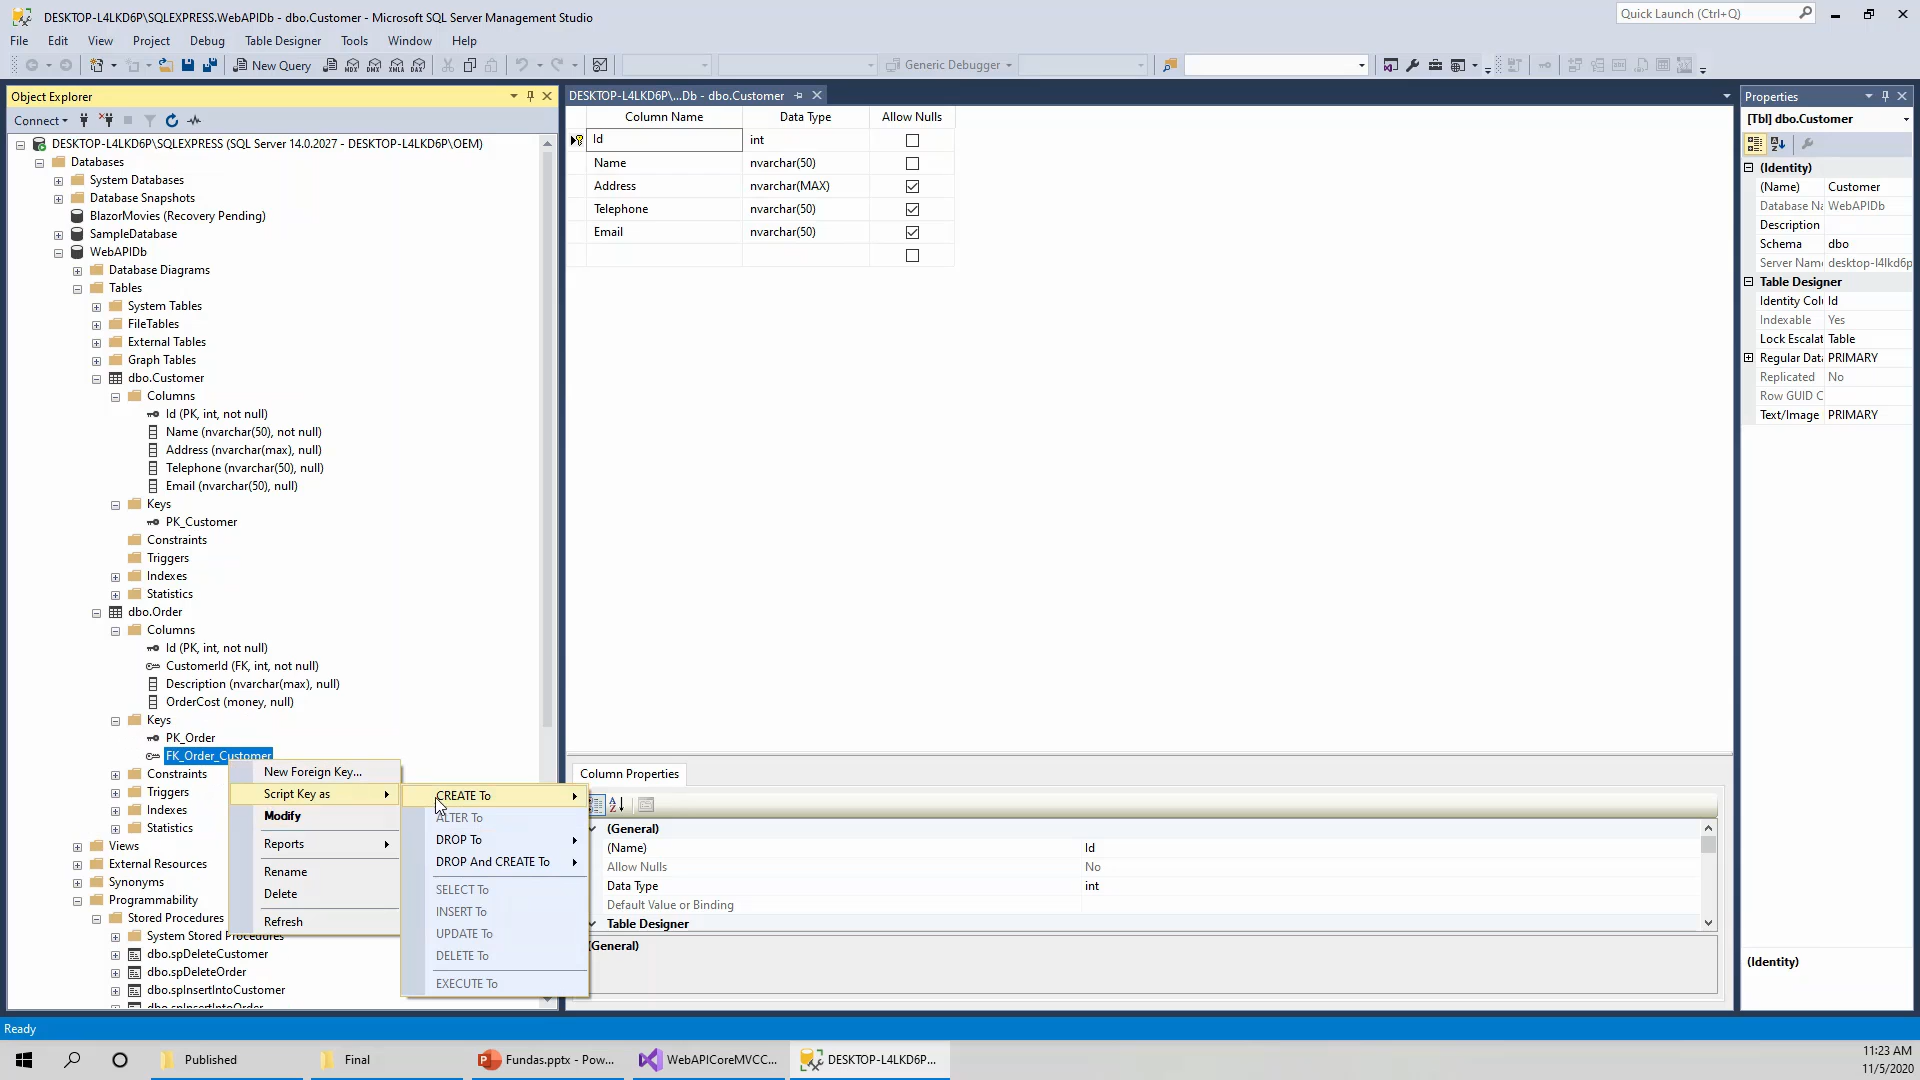 DESKTOP-L4LKD6P\SQLEXPRESS.WebAPIDb - dbo.Customer - Microsoft SQL Server Management Studio
Quick Launch (Ctrl+Q)
File Edit View Project Debug Table Designer Tools Window Help
New Query
MDX DMX XMLA DAX
Generic Debugger
Object Explorer
Connect
DESKTOP-L4LKD6P\SQLEXPRESS (SQL Server 14.0.2027 - DESKTOP-L4LKD6P\OEM)
Databases
System Databases
Database Snapshots
BlazorMovies (Recovery Pending)
SampleDatabase
WebAPIDb
Database Diagrams
Tables
System Tables
FileTables
External Tables
Graph Tables
dbo.Customer
Columns
Id (PK, int, not null)
Name (nvarchar(50), not null)
Address (nvarchar(max), null)
Telephone (nvarchar(50), null)
Email (nvarchar(50), null)
Keys
PK_Customer
Constraints
Triggers
Indexes
Statistics
dbo.Order
Columns
Id (PK, int, not null)
CustomerId (FK, int, not null)
Description (nvarchar(max), null)
OrderCost (money, null)
Keys
PK_Order
FK_Order_Customer
Constraints
Triggers
Indexes
Statistics
Views
External Resources
Synonyms
Programmability
Stored Procedures
System Stored Procedures
dbo.spDeleteCustomer
dbo.spDeleteOrder
dbo.spInsertIntoCustomer
dbo.spInsertIntoOrder
New Foreign Key...
Script Key as
Modify
Reports
Rename
Delete
Refresh
CREATE To
ALTER To
DROP To
DROP And CREATE To
SELECT To
INSERT To
UPDATE To
DELETE To
EXECUTE To
DESKTOP-L4LKD6P\...Db - dbo.Customer
Column Name Data Type Allow Nulls
Id int
Name nvarchar(50)
Address nvarchar(MAX)
Telephone nvarchar(50)
Email nvarchar(50)
Column Properties
(General)
(Name) Id
Allow Nulls No
Data Type int
Default Value or Binding
Table Designer
(General)
Properties
[Tbl] dbo.Customer
(Identity)
(Name) Customer
Database Na WebAPIDb
Description
Schema dbo
Server Name desktop-l4lkd6p
Table Designer
Identity Colu Id
Indexable Yes
Lock Escalat Table
Regular Data PRIMARY
Replicated No
Row GUID C
Text/Image PRIMARY
(Identity)
Ready
Published
Final
Fundas.pptx - Pow...
WebAPICoreMVCC...
DESKTOP-L4LKD6P...
11:23 AM
11/5/2020